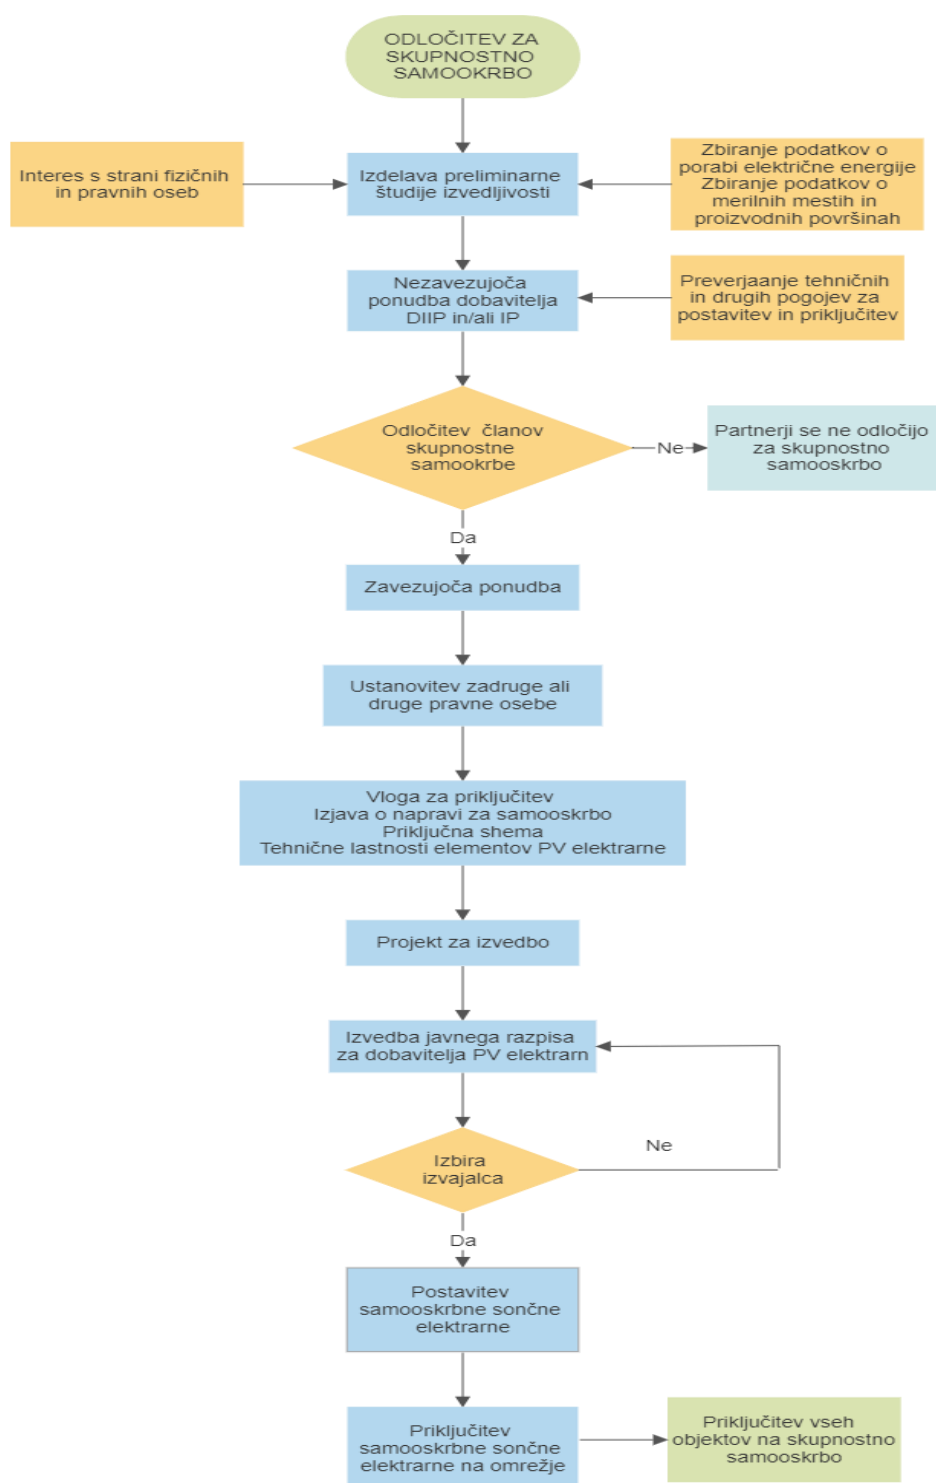 ODLOČITEV ZA
SKUPNOSTNO
SAMOOKRBO
Interes s strani fizičnih
in pravnih oseb
Izdelava preliminarne
študije izvedljivosti
Zbiranje podatkov o
porabi električne energije
Zbiranje podatkov o
merilnih mestih in
proizvodnih površinah
Nezavezujoča
ponudba dobavitelja
DIIP in/ali IP
Preverjaanje tehničnih
in drugih pogojev za
postavitev in priključitev
Odločitev članov
skupnostne
samookrbe
Ne
Partnerji se ne odločijo
za skupnostno
samooskrbo
Da
Zavezujoča ponudba
Ustanovitev zadruge ali
druge pravne osebe
Vloga za priključitev
Izjava o napravi za samooskrbo
Priključna shema
Tehnične lastnosti elementov PV elektrarne
Projekt za izvedbo
Izvedba javnega razpisa
za dobavitelja PV elektrarn
Izbira
izvajalca
Ne
Da
Postavitev
samooskrbne sončne
elektrarne
Priključitev
samooskrbne sončne
elektrarne na omrežje
Priključitev vseh
objektov na skupnostno
samooskrbo